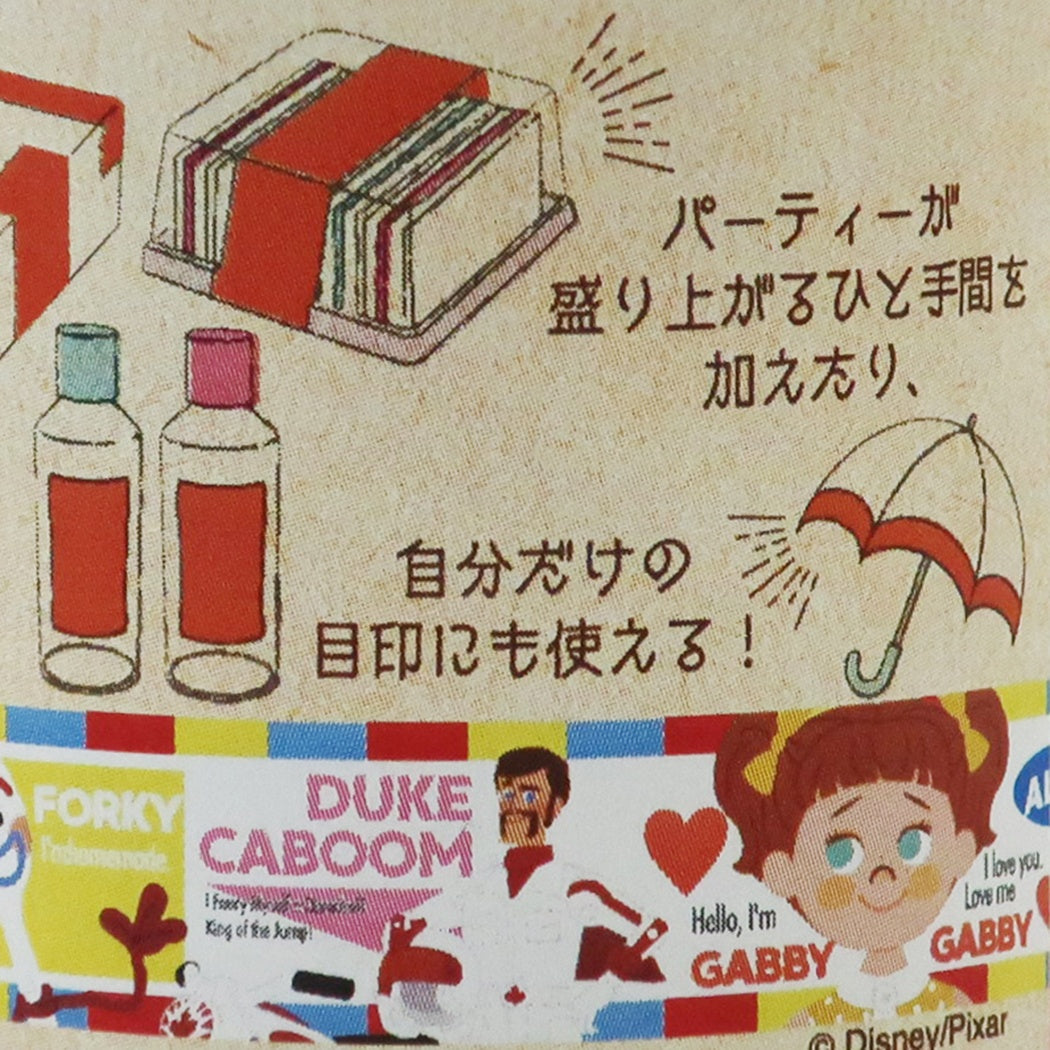 パーティーが
盛り上がるひと手間を
加えたり、
自分だけの
目印にも使える！
FORKY
I'm homemade
DUKE
CABOOM
King of the Jump!
Hello, I'm
GABBY
I love you.
Love me
GABBY
© Disney/Pixar